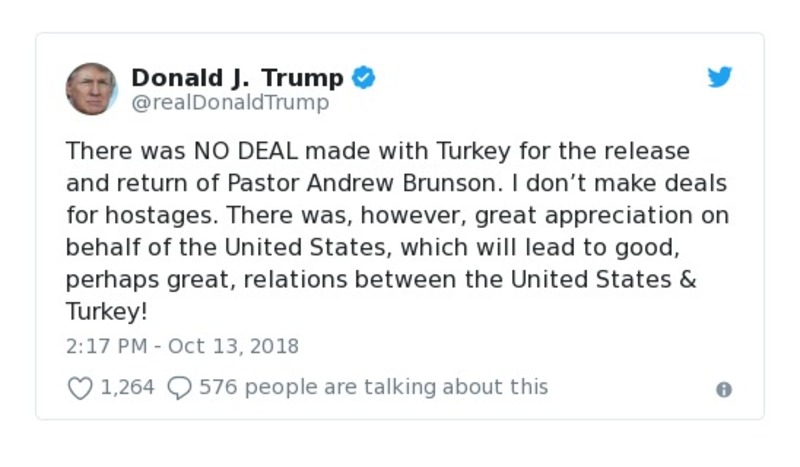 Donald J. Trump
@realDonaldTrump
There was NO DEAL made with Turkey for the release
and return of Pastor Andrew Brunson. I don’t make deals
for hostages. There was, however, great appreciation on
behalf of the United States, which will lead to good,
perhaps great, relations between the United States &
Turkey!
2:17 PM - Oct 13, 2018
1,264 576 people are talking about this